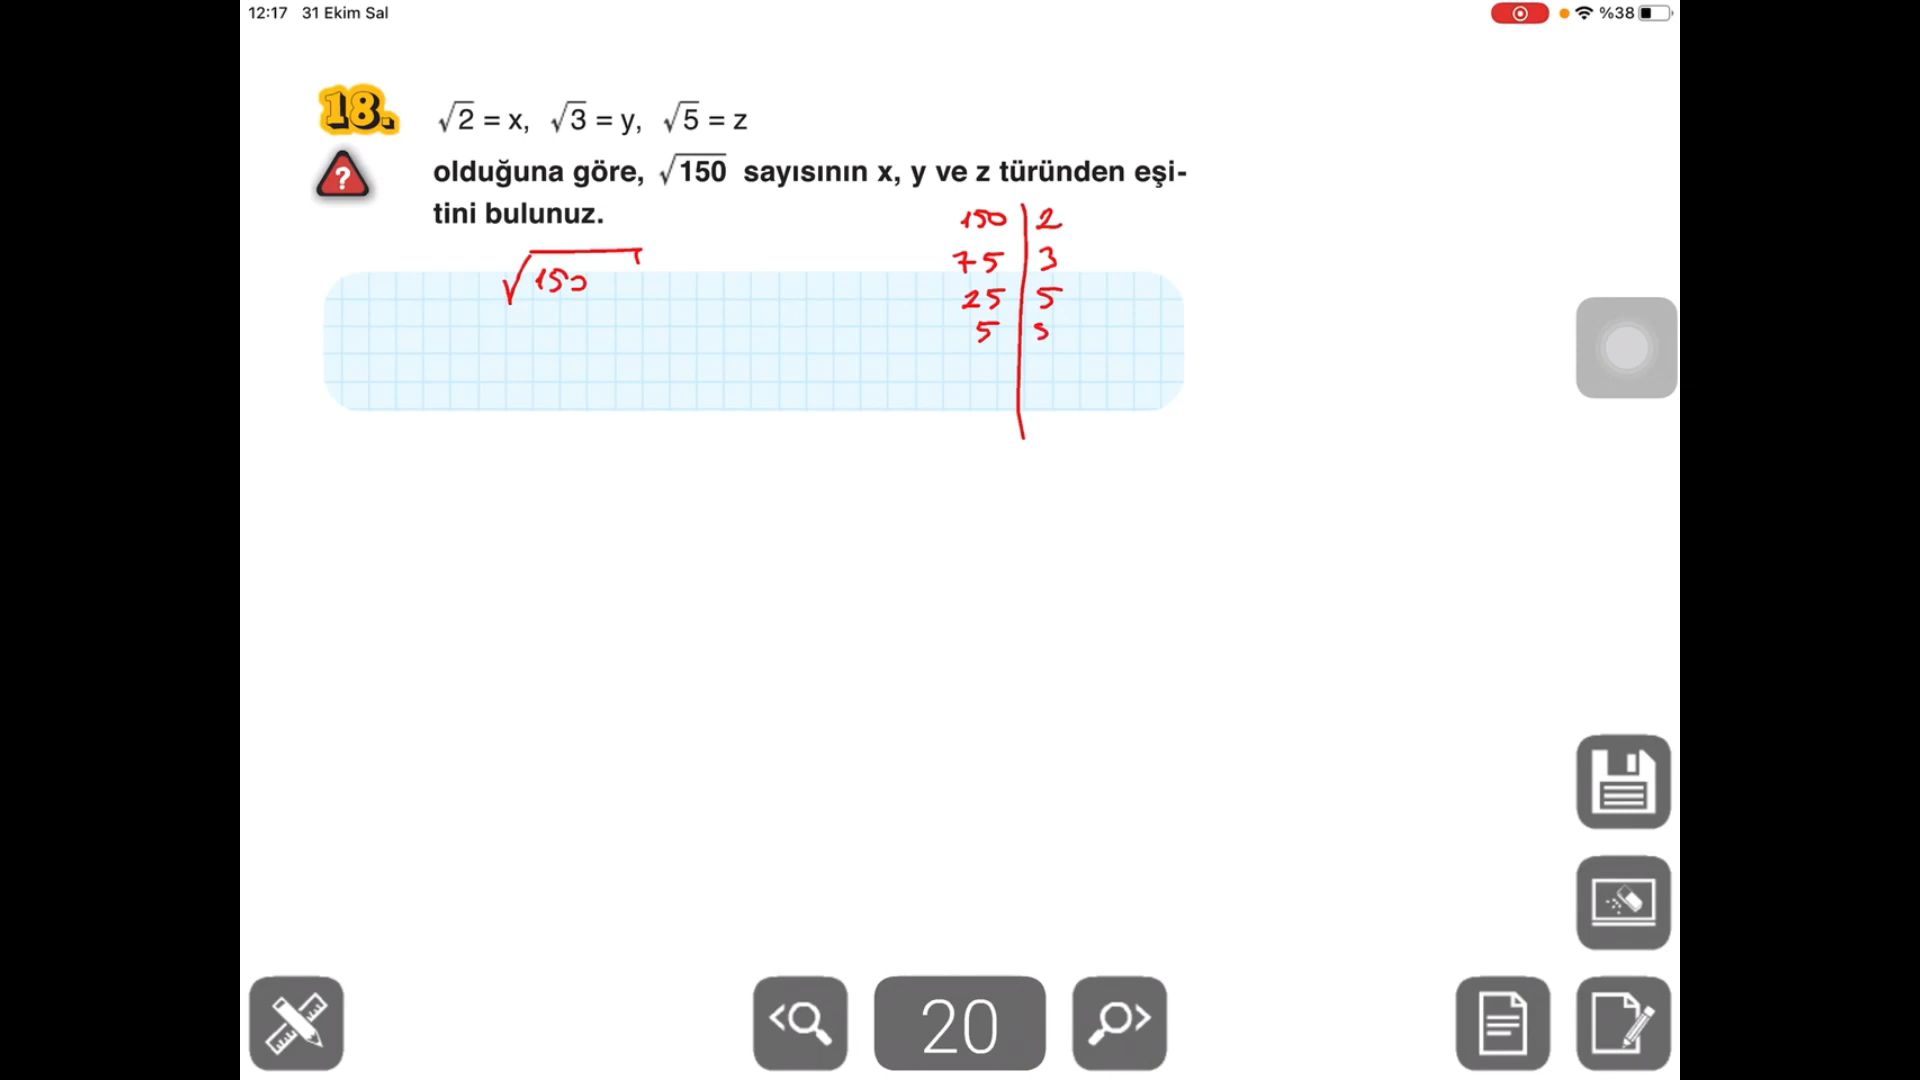 12:17 31 Ekim Sal
%38
18.
√2 = x, √3 = y, √5 = z
?
olduğuna göre, √150 sayısının x, y ve z türünden eşi-
tini bulunuz.
√150
150 | 2
75 | 3
25 | 5
5 | 5
20